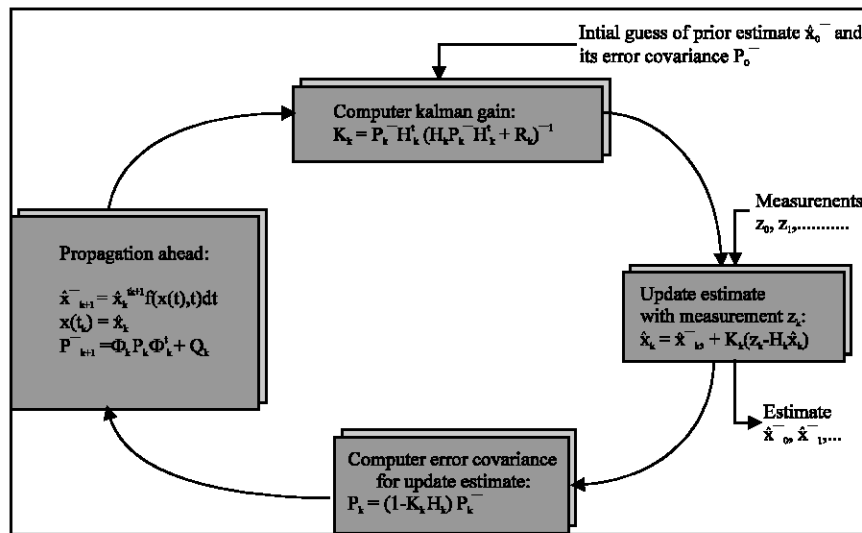 Intial guess of prior estimate x̂₀⁻ and
its error covariance P₀⁻
Computer kalman gain:
Kₖ = Pₖ⁻Hₖᵗ (HₖPₖ⁻Hₖᵗ + Rₖ)⁻¹
Measurenents
z₀, z₁,...........
Update estimate
with measurement zₖ:
x̂ₖ = x̂⁻ₖ, + Kₖ(zₖ-Hₖx̂ₖ)
Estimate
x̂⁻₀, x̂⁻₁,...
Computer error covariance
for update estimate:
Pₖ = (1-KₖHₖ) Pₖ⁻
Propagation ahead:
x̂⁻ₖ₊₁ = x̂ₖᵗᵏ⁺¹f(x(t),t)dt
x(tₖ) = x̂ₖ
P⁻ₖ₊₁ =ΦₖPₖΦᵗₖ + Qₖ